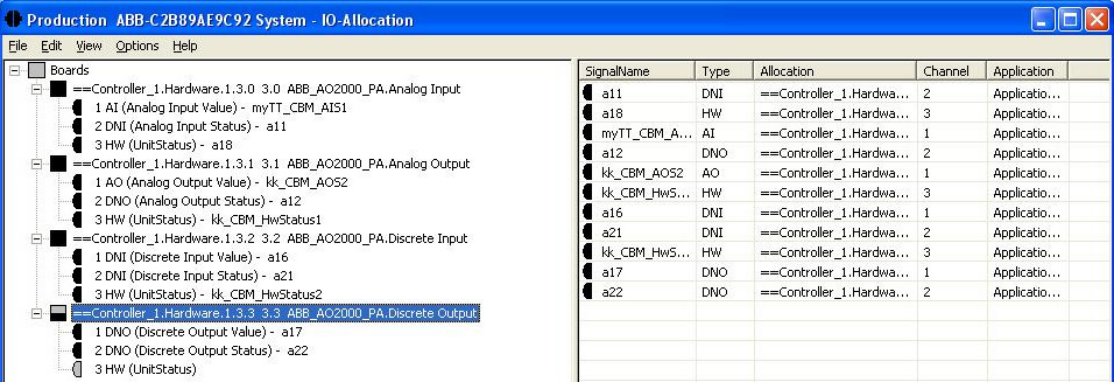 Production ABB-C2B89AE9C92 System - IO-Allocation
File Edit View Options Help
Boards
==Controller_1.Hardware.1.3.0 3.0 ABB_AO2000_PA.Analog Input
1 AI (Analog Input Value) - myTT_CBM_AIS1
2 DNI (Analog Input Status) - a11
3 HW (UnitStatus) - a18
==Controller_1.Hardware.1.3.1 3.1 ABB_AO2000_PA.Analog Output
1 AO (Analog Output Value) - kk_CBM_AOS2
2 DNO (Analog Output Status) - a12
3 HW (UnitStatus) - kk_CBM_HwStatus1
==Controller_1.Hardware.1.3.2 3.2 ABB_AO2000_PA.Discrete Input
1 DNI (Discrete Input Value) - a16
2 DNI (Discrete Input Status) - a21
3 HW (UnitStatus) - kk_CBM_HwStatus2
==Controller_1.Hardware.1.3.3 3.3 ABB_AO2000_PA.Discrete Output
1 DNO (Discrete Output Value) - a17
2 DNO (Discrete Output Status) - a22
3 HW (UnitStatus)
SignalName Type Allocation Channel Application
a11 DNI ==Controller_1.Hardwa... 2 Applicatio...
a18 HW ==Controller_1.Hardwa... 3 Applicatio...
myTT_CBM_A... AI ==Controller_1.Hardwa... 1 Applicatio...
a12 DNO ==Controller_1.Hardwa... 2 Applicatio...
kk_CBM_AOS2 AO ==Controller_1.Hardwa... 1 Applicatio...
kk_CBM_HwS... HW ==Controller_1.Hardwa... 3 Applicatio...
a16 DNI ==Controller_1.Hardwa... 1 Applicatio...
a21 DNI ==Controller_1.Hardwa... 2 Applicatio...
kk_CBM_HwS... HW ==Controller_1.Hardwa... 3 Applicatio...
a17 DNO ==Controller_1.Hardwa... 1 Applicatio...
a22 DNO ==Controller_1.Hardwa... 2 Applicatio...